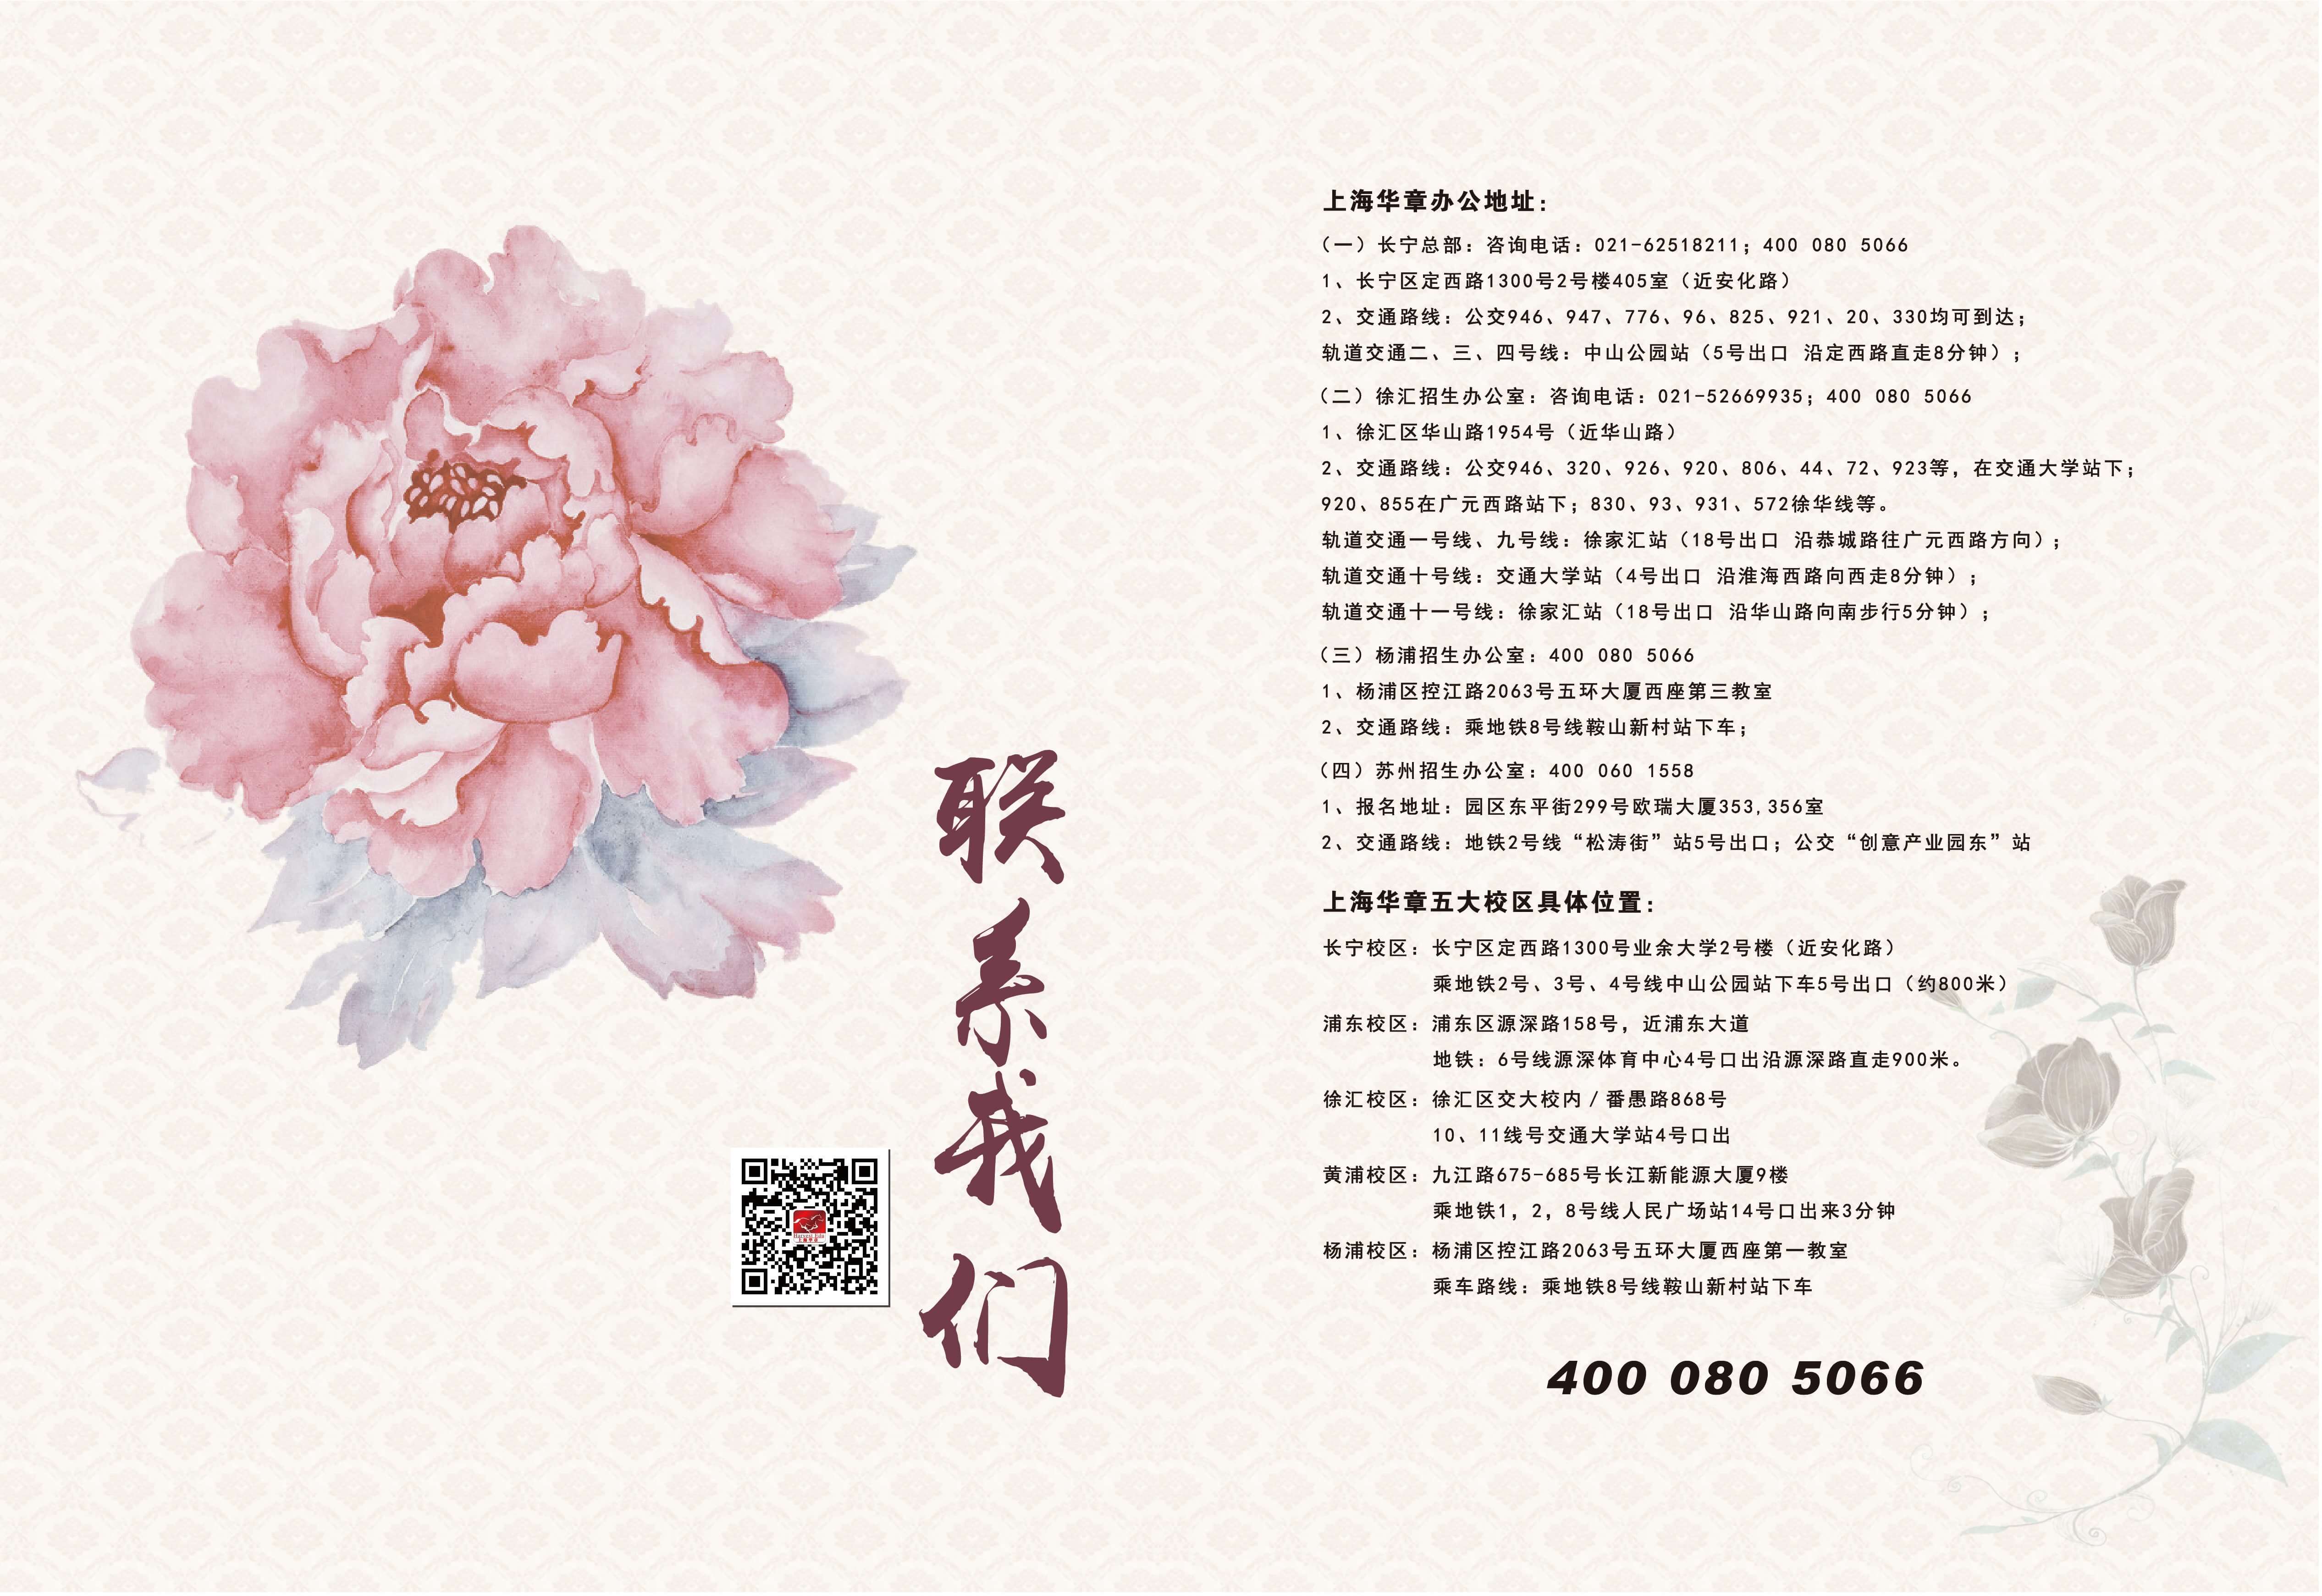 联系我们
上海华章办公地址：
（一）长宁总部：咨询电话：021-62518211；400 080 5066
1、长宁区定西路1300号2号楼405室（近安化路）
2、交通路线：公交946、947、776、96、825、921、20、330均可到达；
轨道交通二、三、四号线：中山公园站（5号出口 沿定西路直走8分钟）；
（二）徐汇招生办公室：咨询电话：021-52669935；400 080 5066
1、徐汇区华山路1954号（近华山路）
2、交通路线：公交946、320、926、920、806、44、72、923等，在交通大学站下；
920、855在广元西路站下；830、93、931、572徐华线等。
轨道交通一号线、九号线：徐家汇站（18号出口 沿恭城路往广元西路方向）；
轨道交通十号线：交通大学站（4号出口 沿淮海西路向西走8分钟）；
轨道交通十一号线：徐家汇站（18号出口 沿华山路向南步行5分钟）；
（三）杨浦招生办公室：400 080 5066
1、杨浦区控江路2063号五环大厦西座第三教室
2、交通路线：乘地铁8号线鞍山新村站下车；
（四）苏州招生办公室：400 060 1558
1、报名地址：园区东平街299号欧瑞大厦353,356室
2、交通路线：地铁2号线“松涛街”站5号出口；公交“创意产业园东”站
上海华章五大校区具体位置：
长宁校区：长宁区定西路1300号业余大学2号楼（近安化路）
乘地铁2号、3号、4号线中山公园站下车5号出口（约800米）
浦东校区：浦东区源深路158号，近浦东大道
地铁：6号线源深体育中心4号口出沿源深路直走900米。
徐汇校区：徐汇区交大校内/番愚路868号
10、11线号交通大学站4号口出
黄浦校区：九江路675-685号长江新能源大厦9楼
乘地铁1，2，8号线人民广场站14号口出来3分钟
杨浦校区：杨浦区控江路2063号五环大厦西座第一教室
乘车路线：乘地铁8号线鞍山新村站下车
400 080 5066